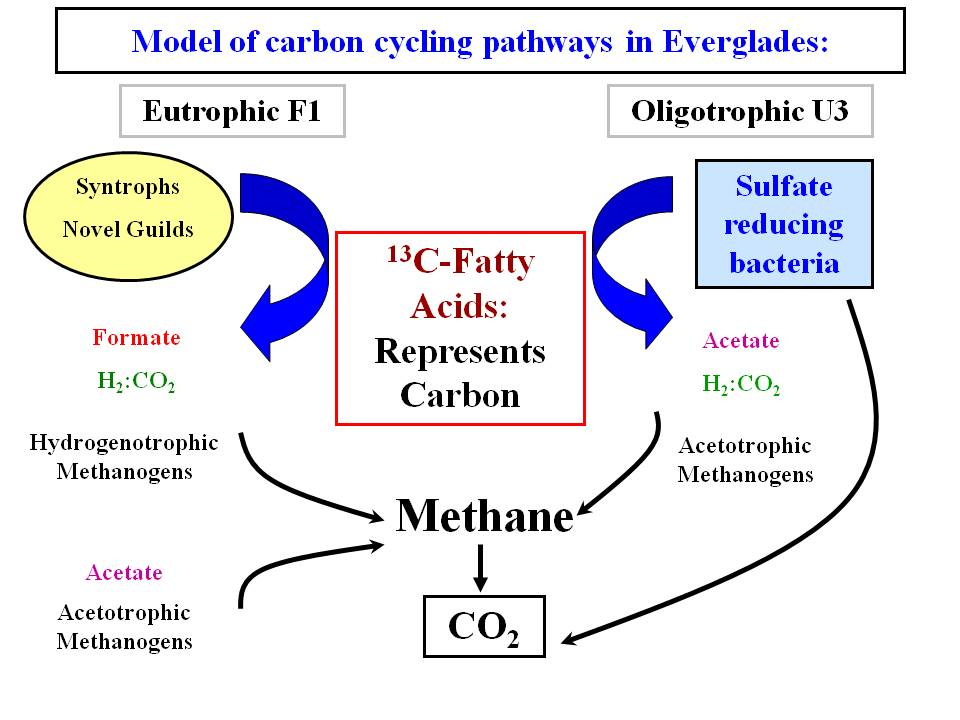 Model of carbon cycling pathways in Everglades:
Eutrophic F1
Oligotrophic U3
Syntrophs
Novel Guilds
Sulfate
reducing
bacteria
¹³C-Fatty
Acids:
Represents
Carbon
Formate
H₂:CO₂
Acetate
H₂:CO₂
Hydrogenotrophic
Methanogens
Acetotrophic
Methanogens
Methane
Acetate
Acetotrophic
Methanogens
CO₂